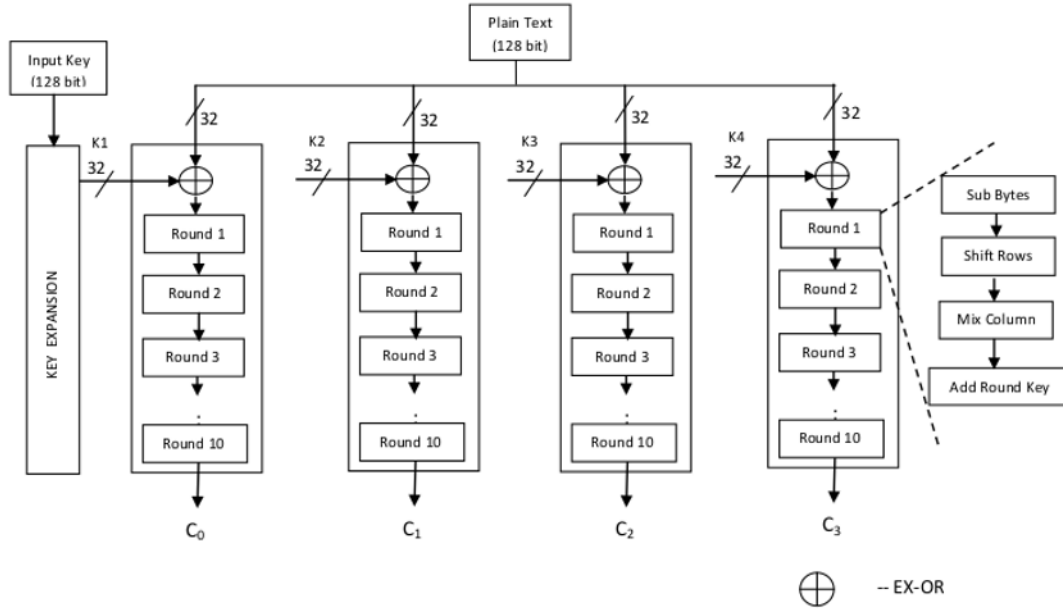 Plain Text
(128 bit)
Input Key
(128 bit)
32
32
32
32
K1
32
K2
32
K3
32
K4
32
KEY EXPANSION
Round 1
Round 2
Round 3
:
Round 10
C₀
Round 1
Round 2
Round 3
:
Round 10
C₁
Round 1
Round 2
Round 3
:
Round 10
C₂
Round 1
Round 2
Round 3
:
Round 10
C₃
Sub Bytes
Shift Rows
Mix Column
Add Round Key
-- EX-OR